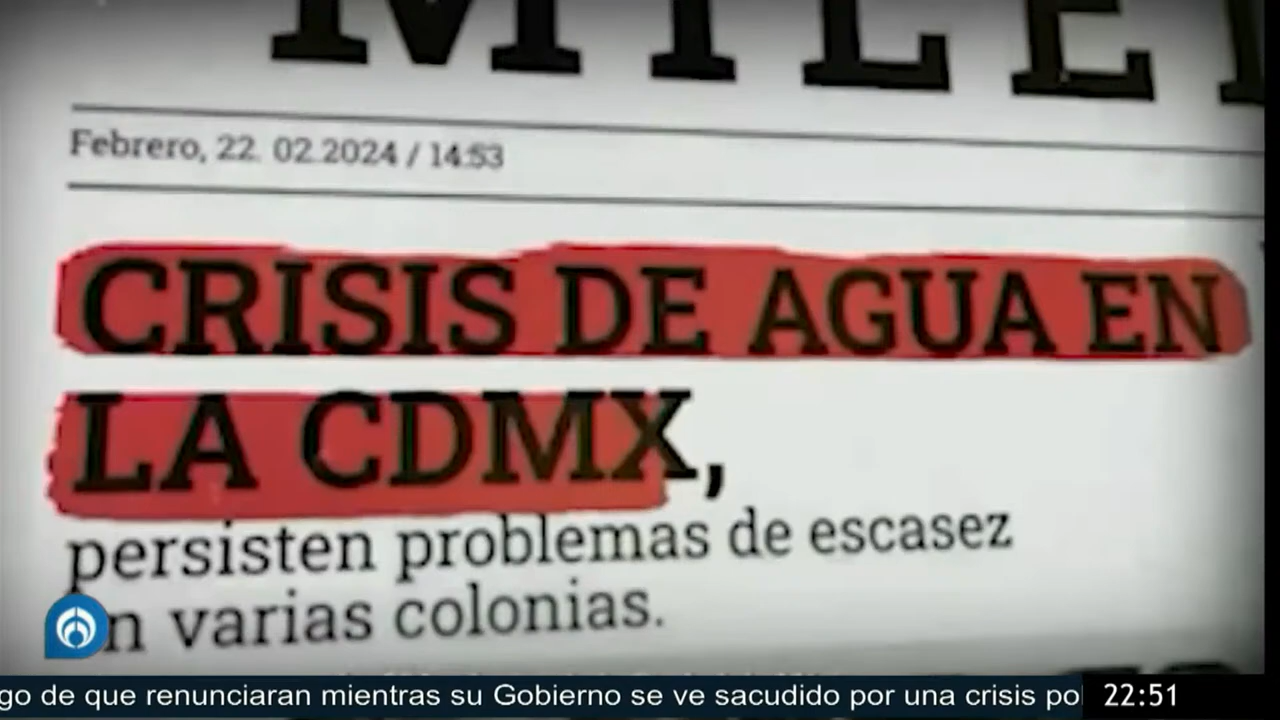 Febrero, 22. 02.2024 / 14:53
CRISIS DE AGUA EN
LA CDMX,
persisten problemas de escasez
en varias colonias.
go de que renunciaran mientras su Gobierno se ve sacudido por una crisis po
22:51